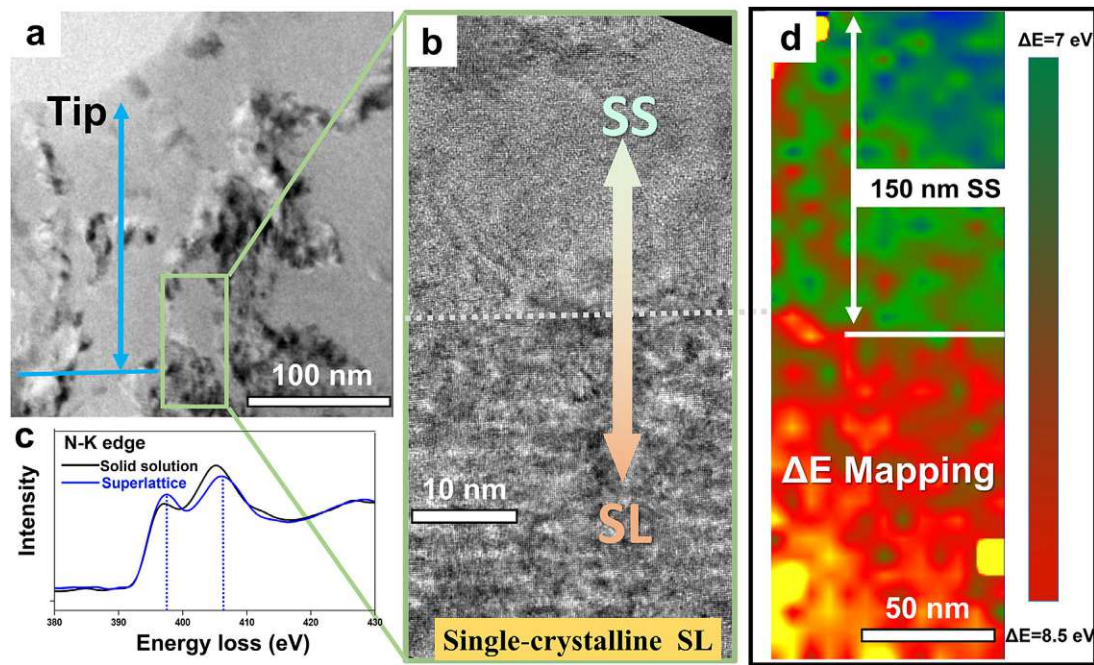 a
Tip
100 nm
b
SS
SL
10 nm
Single-crystalline SL
c
N-K edge
Solid solution
Superlattice
Intensity
380
390
400
410
420
430
Energy loss (eV)
d
150 nm SS
ΔE Mapping
50 nm
ΔE=7 eV
ΔE=8.5 eV